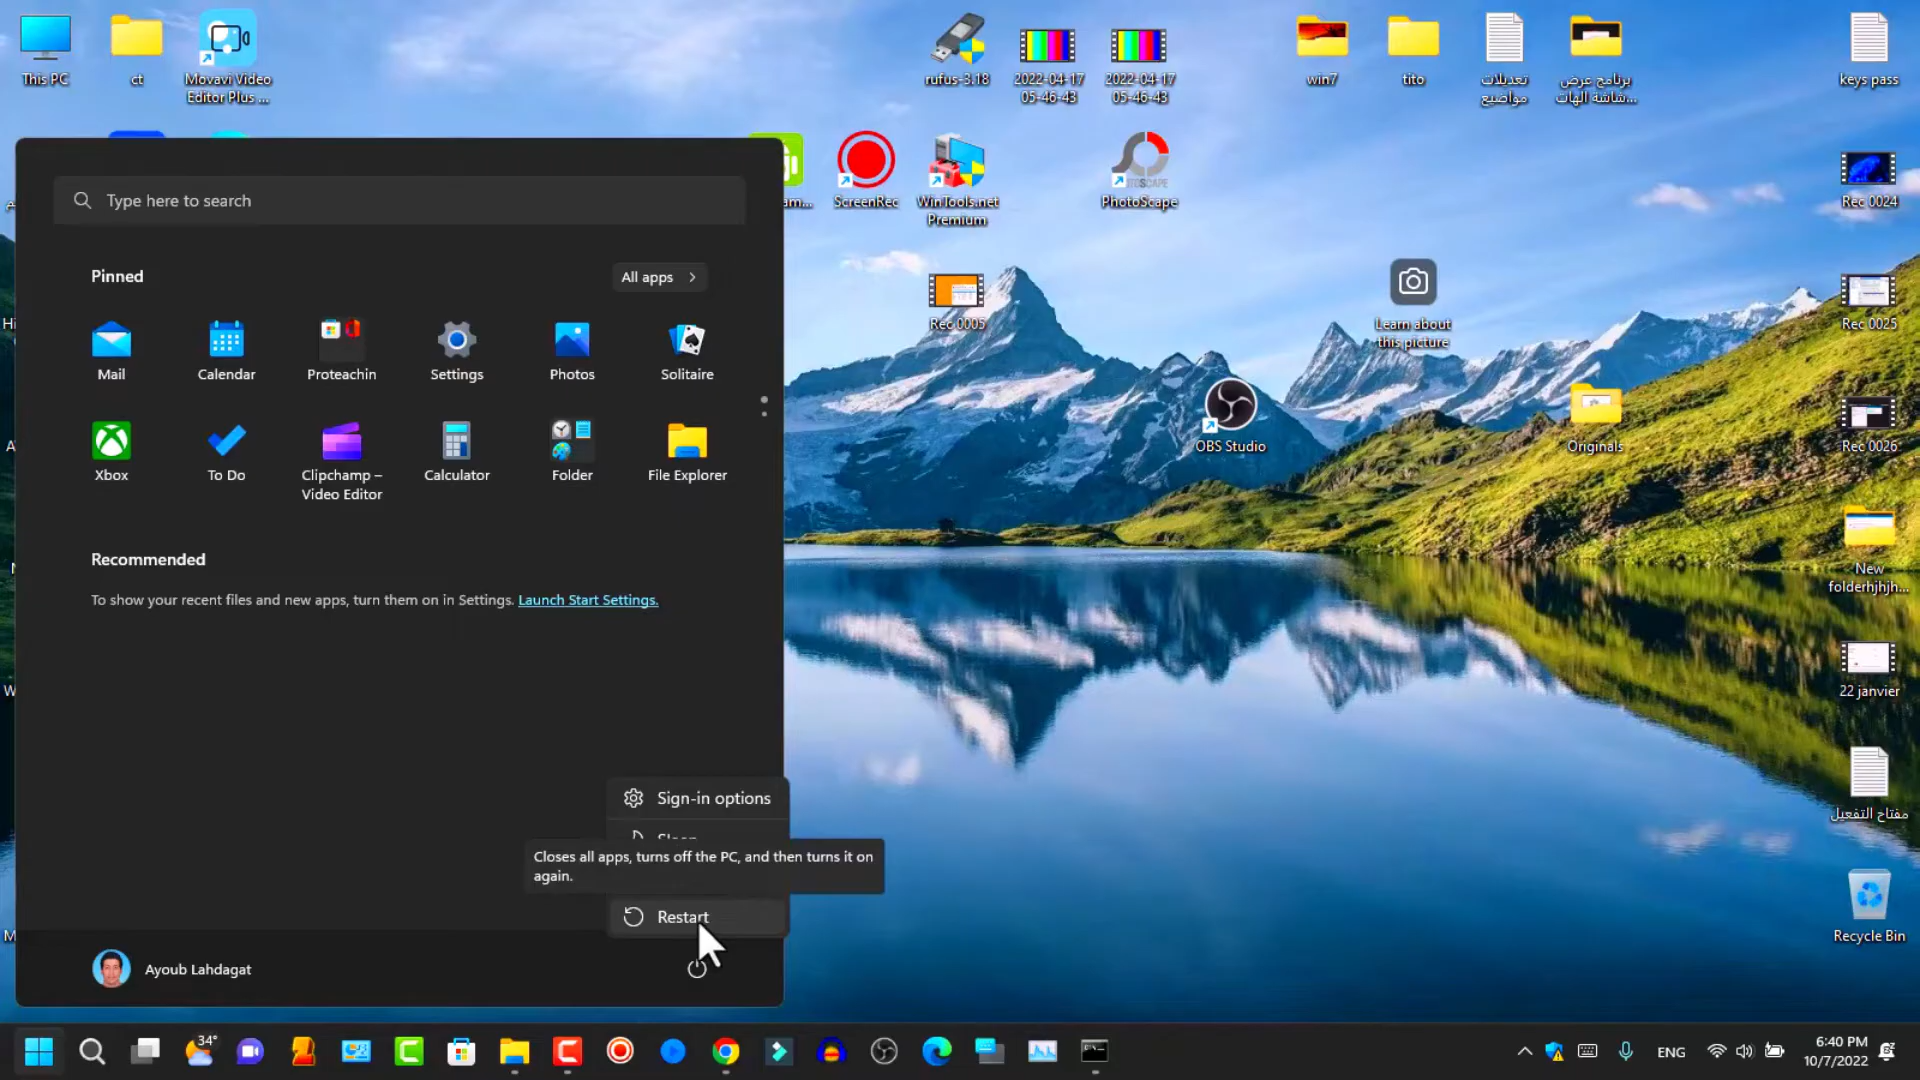 This PC
ct
Movavi Video
Editor Plus ...
rufus-3.18
2022-04-17
05-46-43
2022-04-17
05-46-43
win7
tito
تعديلات
مواضيع
برنامج عرض
شاشة الهات...
keys pass
am...
ScreenRec
WinTools.net
Premium
PhotoScape
Rec 0024
Rec 0005
Learn about
this picture
Rec 0025
OBS Studio
Originals
Rec 0026
New
folderhjhjh...
22 janvier
مفتاح التفعيل
Recycle Bin
Type here to search
Pinned
All apps
Mail
Calendar
Proteachin
Settings
Photos
Solitaire
Xbox
To Do
Clipchamp –
Video Editor
Calculator
Folder
File Explorer
Recommended
To show your recent files and new apps, turn them on in Settings. Launch Start Settings.
Sign-in options
Sleep
Closes all apps, turns off the PC, and then turns it on
again.
Restart
Ayoub Lahdagat
34°
ENG
6:40 PM
10/7/2022